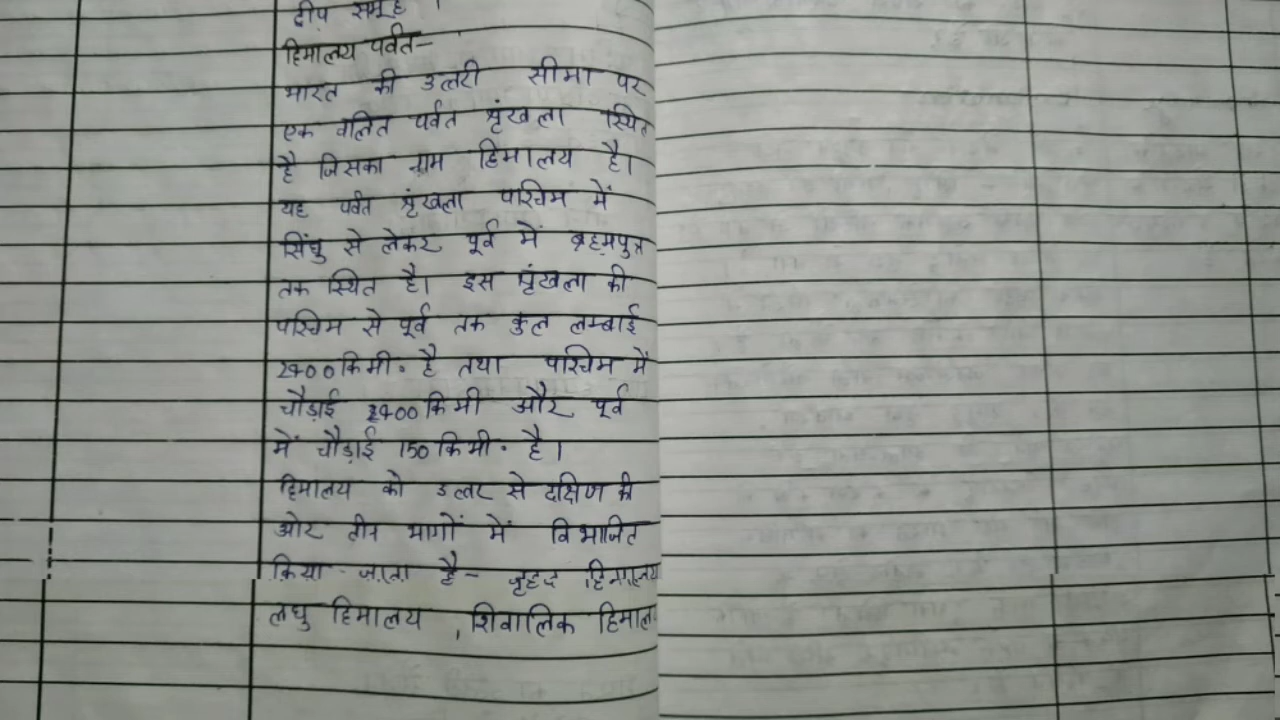 द्वीप समूह ।
हिमालय पर्वत-
भारत की उत्तरी सीमा पर
एक वलित पर्वत श्रृंखला स्थित
है जिसका नाम हिमालय है।
यह पर्वत श्रृंखला पश्चिम में
सिंधु से लेकर पूर्व में ब्रह्मपुत्र
तक स्थित है। इस श्रृंखला की
पश्चिम से पूर्व तक कुल लम्बाई
2400 किमी. है तथा पश्चिम में
चौड़ाई किमी और पूर्व
में चौड़ाई 150 किमी. है।
हिमालय को उत्तर से दक्षिण की
ओर तीन भागों में विभाजित
किया जाता है- वृहद हिमालय
लघु हिमालय , शिवालिक हिमाल